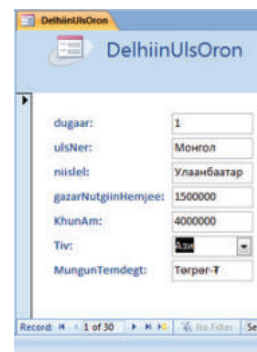 DelhiinUlsOron
DelhiinUlsOron
dugaar: 1
ulsNer: Монгол
niislel: Улаанбаатар
gazarNutgiinHemjee: 1500000
KhunAm: 4000000
Tiv: Ази
MungunTemdegt: Төгрөг-₮
Record: 1 of 30 No Filter Se